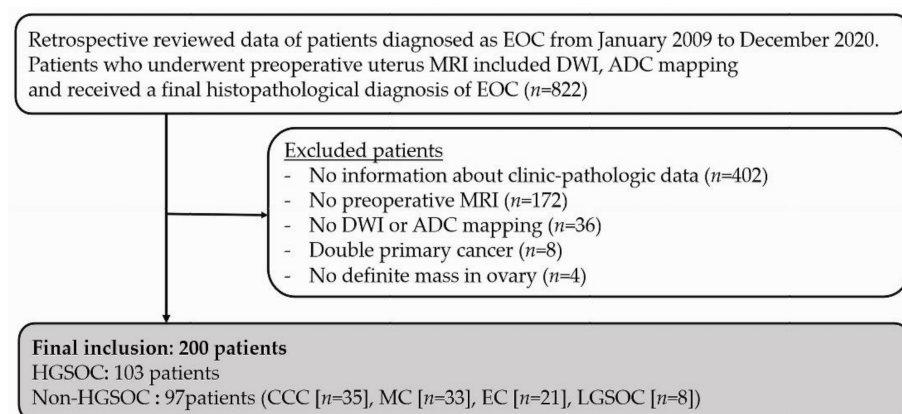 Retrospective reviewed data of patients diagnosed as EOC from January 2009 to December 2020.
Patients who underwent preoperative uterus MRI included DWI, ADC mapping
and received a final histopathological diagnosis of EOC (n=822)
Excluded patients
- No information about clinic-pathologic data (n=402)
- No preoperative MRI (n=172)
- No DWI or ADC mapping (n=36)
- Double primary cancer (n=8)
- No definite mass in ovary (n=4)
Final inclusion: 200 patients
HGSOC: 103 patients
Non-HGSOC : 97patients (CCC [n=35], MC [n=33], EC [n=21], LGSOC [n=8])